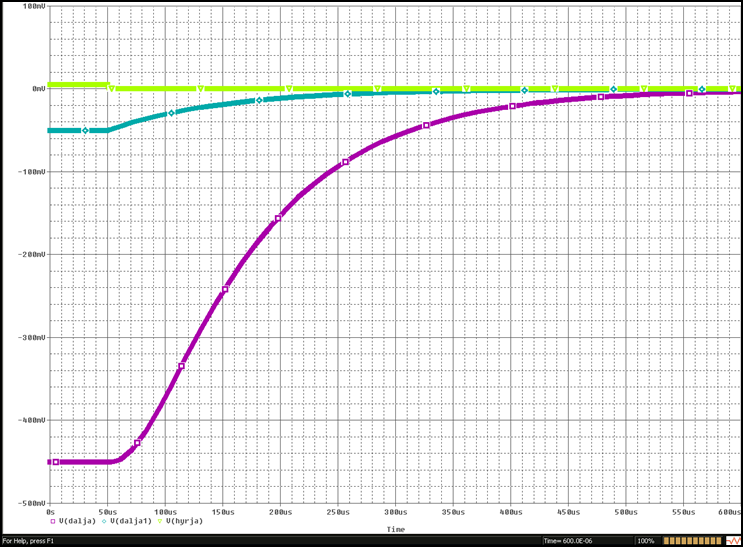 100mV
0mV
-100mV
-200mV
-300mV
-400mV
-500mV
0s 50us 100us 150us 200us 250us 300us 350us 400us 450us 500us 550us 600us
V(dalja) V(dalja1) V(hyrja)
Time
For Help, press F1 Time= 600.0E-06 100%